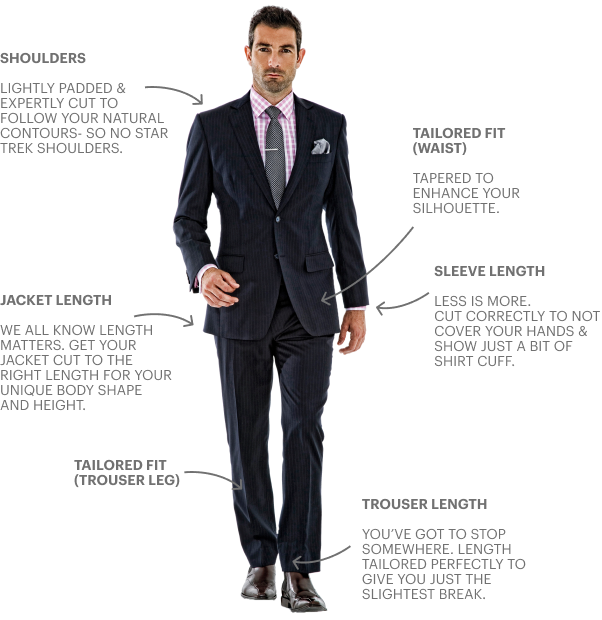 SHOULDERS
LIGHTLY PADDED &
EXPERTLY CUT TO
FOLLOW YOUR NATURAL
CONTOURS- SO NO STAR
TREK SHOULDERS.
TAILORED FIT
(WAIST)
TAPERED TO
ENHANCE YOUR
SILHOUETTE.
SLEEVE LENGTH
LESS IS MORE.
CUT CORRECTLY TO NOT
COVER YOUR HANDS &
SHOW JUST A BIT OF
SHIRT CUFF.
JACKET LENGTH
WE ALL KNOW LENGTH
MATTERS. GET YOUR
JACKET CUT TO THE
RIGHT LENGTH FOR YOUR
UNIQUE BODY SHAPE
AND HEIGHT.
TAILORED FIT
(TROUSER LEG)
TROUSER LENGTH
YOU'VE GOT TO STOP
SOMEWHERE. LENGTH
TAILORED PERFECTLY TO
GIVE YOU JUST THE
SLIGHTEST BREAK.